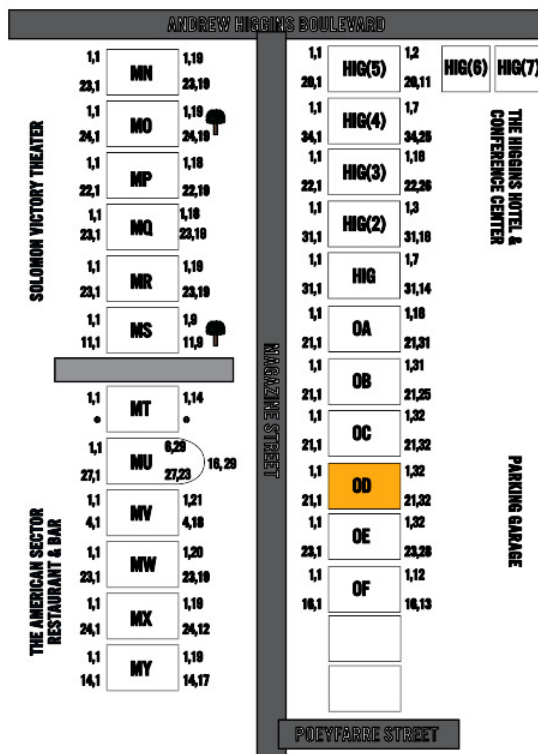 ANDREW HIGGINS BOULEVARD
SOLOMON VICTORY THEATER
1,1 MN 1,19
23,1 23,19
1,1 MO 1,19
24,1 24,19
1,1 MP 1,18
22,1 22,19
1,1 MQ 1,18
23,1 23,19
1,1 MR 1,19
23,1 23,19
1,1 MS 1,9
11,1 11,9
THE AMERICAN SECTOR
RESTAURANT & BAR
1,1 MT 1,14
1,1 MU 6,29
16,29
27,1 27,23
1,1 MV 1,21
4,1 4,18
1,1 MW 1,20
23,1 23,19
1,1 MX 1,19
24,1 24,12
1,1 MY 1,19
14,1 14,17
MAGAZINE STREET
1,1 HIG(5) 1,2
20,11
HIG(6) HIG(7)
1,1 HIG(4) 1,7
34,1 34,25
1,1 HIG(3) 1,18
22,1 22,26
1,1 HIG(2) 1,3
31,1 31,18
1,1 HIG 1,7
31,1 31,14
1,1 OA 1,18
21,1 21,31
1,1 OB 1,31
21,1 21,25
1,1 OC 1,32
21,1 21,32
1,1 OD 1,32
21,1 21,32
1,1 OE 1,32
23,1 23,28
1,1 OF 1,12
16,1 16,13
THE HIGGINS HOTEL &
CONFERENCE CENTER
PARKING GARAGE
POEYFARRE STREET